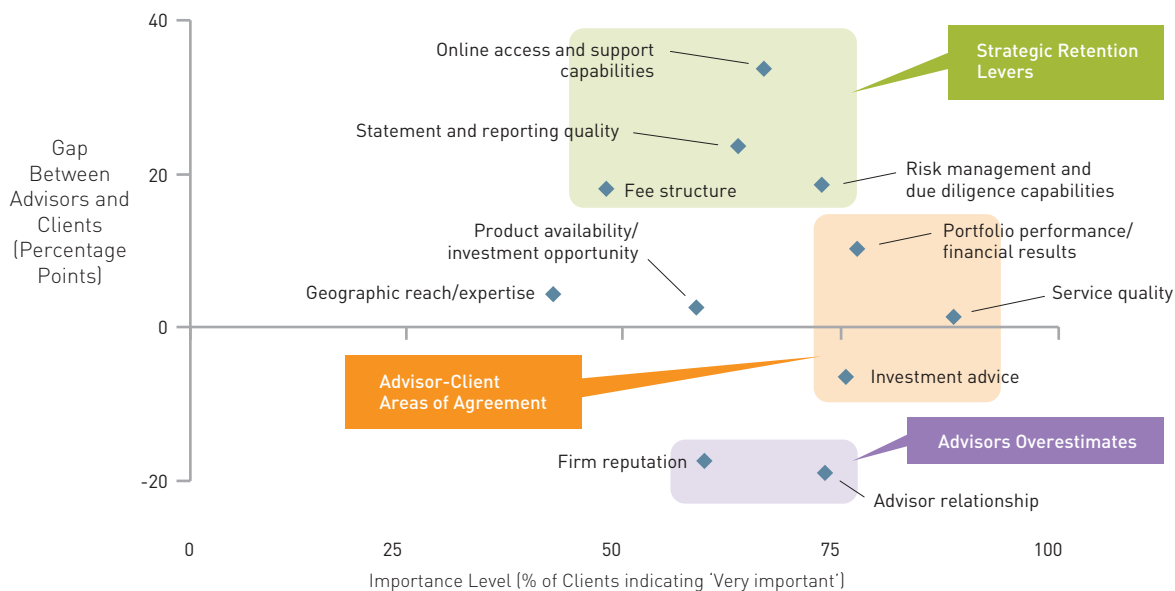 40
Online access and support
capabilities
Strategic Retention
Levers
Statement and reporting quality
Gap
Between
Advisors and
Clients
(Percentage
Points)
20
Fee structure
Risk management and
due diligence capabilities
Product availability/
investment opportunity
Portfolio performance/
financial results
Geographic reach/expertise
Service quality
0
Advisor-Client
Areas of Agreement
Investment advice
Advisors Overestimates
Firm reputation
-20
Advisor relationship
0 25 50 75 100
Importance Level (% of Clients indicating 'Very important')